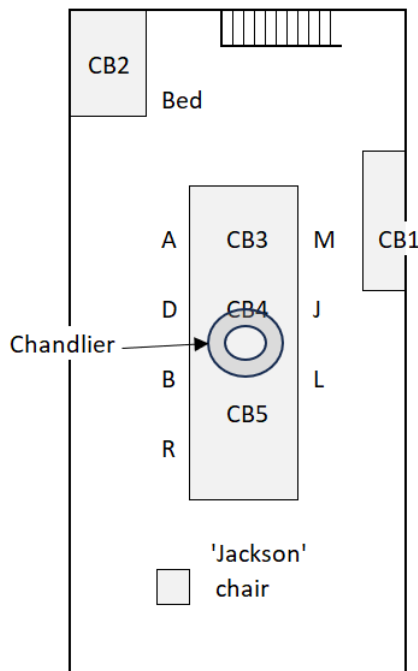 CB2
Bed
A CB3 M CB1
D CB4 J
Chandlier
B L
CB5
R
'Jackson'
chair